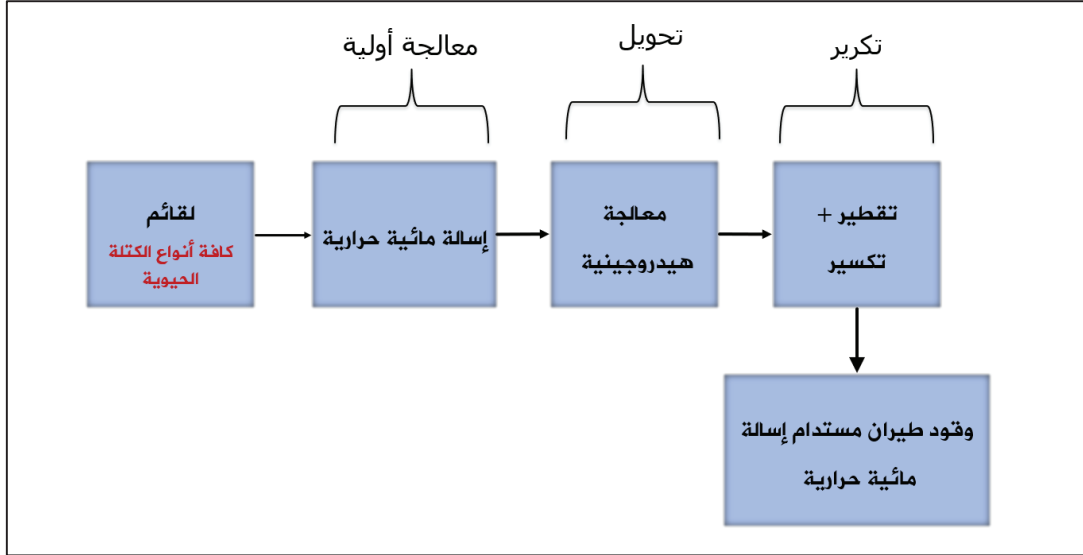 معالجة أولية
تحويل
تكرير
لقائم
كافة أنواع الكتلة
الحيوية
إسالة مائية حرارية
معالجة
هيدروجينية
تقطير +
تكسير
وقود طيران مستدام إسالة
مائية حرارية